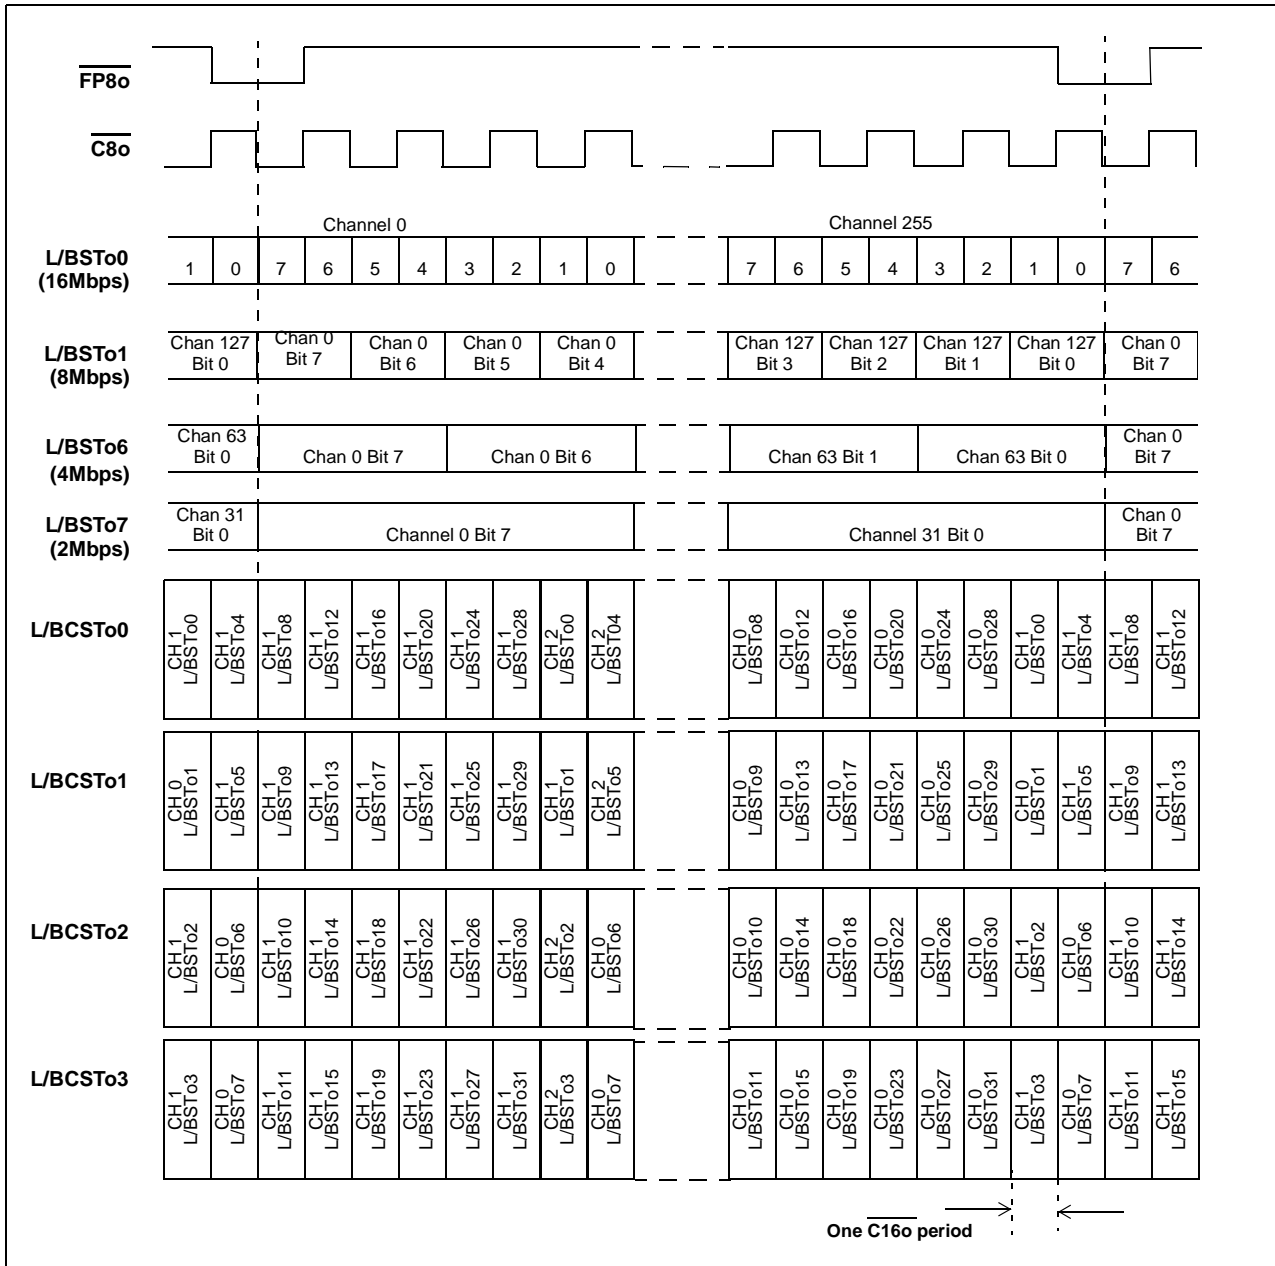 FP8o
C8o
Channel 0
Channel 255
L/BSTo0
(16Mbps)
1 0 7 6 5 4 3 2 1 0 7 6 5 4 3 2 1 0 7 6
L/BSTo1
(8Mbps)
Chan 127 Bit 0
Chan 0 Bit 7
Chan 0 Bit 6
Chan 0 Bit 5
Chan 0 Bit 4
Chan 127 Bit 3
Chan 127 Bit 2
Chan 127 Bit 1
Chan 127 Bit 0
Chan 0 Bit 7
L/BSTo6
(4Mbps)
Chan 63 Bit 0
Chan 0 Bit 7
Chan 0 Bit 6
Chan 63 Bit 1
Chan 63 Bit 0
Chan 0 Bit 7
L/BSTo7
(2Mbps)
Chan 31 Bit 0
Channel 0 Bit 7
Channel 31 Bit 0
Chan 0 Bit 7
L/BCSTo0
CH 1 L/BSTo0
CH 1 L/BSTo4
CH 1 L/BSTo8
CH 1 L/BSTo12
CH 1 L/BSTo16
CH 1 L/BSTo20
CH 1 L/BSTo24
CH 1 L/BSTo28
CH 2 L/BSTo0
CH 2 L/BST04
CH 0 L/BSTo8
CH 0 L/BSTo12
CH 0 L/BSTo16
CH 0 L/BSTo20
CH 0 L/BSTo24
CH 0 L/BSTo28
CH 1 L/BSTo0
CH 1 L/BSTo4
CH 1 L/BSTo8
CH 1 L/BSTo12
L/BCSTo1
CH 0 L/BSTo1
CH 1 L/BSTo5
CH 1 L/BSTo9
CH 1 L/BSTo13
CH 1 L/BSTo17
CH 1 L/BSTo21
CH 1 L/BSTo25
CH 1 L/BSTo29
CH 1 L/BSTo1
CH 2 L/BSTo5
CH 0 L/BSTo9
CH 0 L/BSTo13
CH 0 L/BSTo17
CH 0 L/BSTo21
CH 0 L/BSTo25
CH 0 L/BSTo29
CH 0 L/BSTo1
CH 1 L/BSTo5
CH 1 L/BSTo9
CH 1 L/BSTo13
L/BCSTo2
CH 1 L/BSTo2
CH 0 L/BSTo6
CH 1 L/BSTo10
CH 1 L/BSTo14
CH 1 L/BSTo18
CH 1 L/BSTo22
CH 1 L/BSTo26
CH 1 L/BSTo30
CH 2 L/BSTo2
CH 0 L/BSTo6
CH 0 L/BSTo10
CH 0 L/BSTo14
CH 0 L/BSTo18
CH 0 L/BSTo22
CH 0 L/BSTo26
CH 0 L/BSTo30
CH 1 L/BSTo2
CH 0 L/BSTo6
CH 1 L/BSTo10
CH 1 L/BSTo14
L/BCSTo3
CH 1 L/BSTo3
CH 0 L/BSTo7
CH 1 L/BSTo11
CH 1 L/BSTo15
CH 1 L/BSTo19
CH 1 L/BSTo23
CH 1 L/BSTo27
CH 1 L/BSTo31
CH 2 L/BSTo3
CH 0 L/BSTo7
CH 0 L/BSTo11
CH 0 L/BSTo15
CH 0 L/BSTo19
CH 0 L/BSTo23
CH 0 L/BSTo27
CH 0 L/BSTo31
CH 1 L/BSTo3
CH 0 L/BSTo7
CH 1 L/BSTo11
CH 1 L/BSTo15
One C16o period